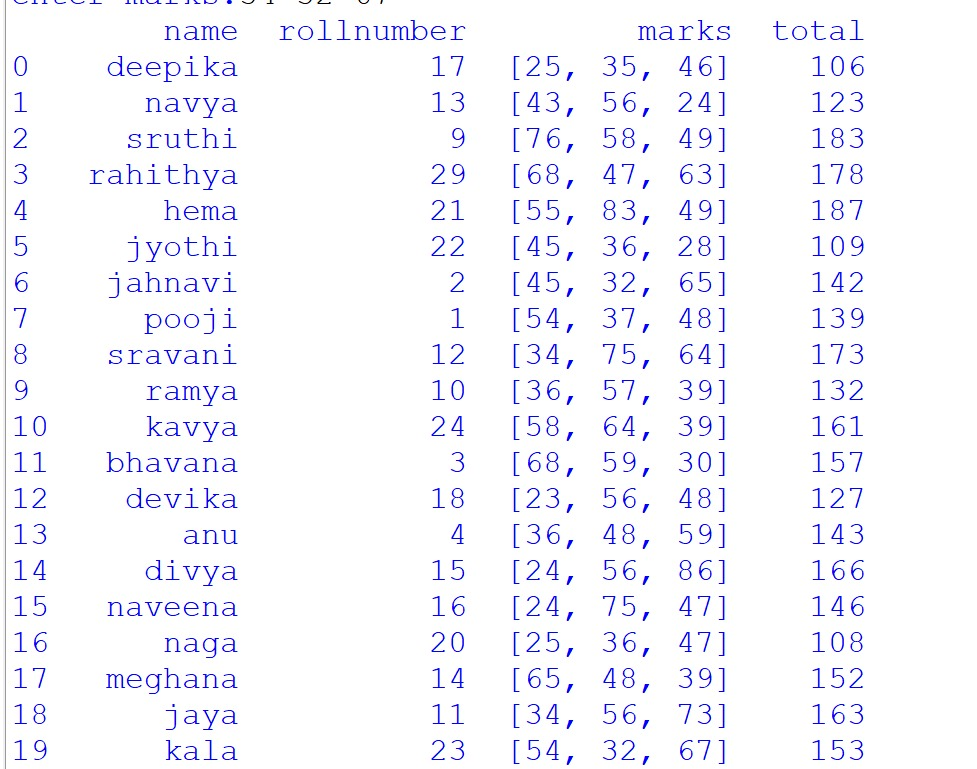 enter marks:54 32 67
name rollnumber marks total
0 deepika 17 [25, 35, 46] 106
1 navya 13 [43, 56, 24] 123
2 sruthi 9 [76, 58, 49] 183
3 rahithya 29 [68, 47, 63] 178
4 hema 21 [55, 83, 49] 187
5 jyothi 22 [45, 36, 28] 109
6 jahnavi 2 [45, 32, 65] 142
7 pooji 1 [54, 37, 48] 139
8 sravani 12 [34, 75, 64] 173
9 ramya 10 [36, 57, 39] 132
10 kavya 24 [58, 64, 39] 161
11 bhavana 3 [68, 59, 30] 157
12 devika 18 [23, 56, 48] 127
13 anu 4 [36, 48, 59] 143
14 divya 15 [24, 56, 86] 166
15 naveena 16 [24, 75, 47] 146
16 naga 20 [25, 36, 47] 108
17 meghana 14 [65, 48, 39] 152
18 jaya 11 [34, 56, 73] 163
19 kala 23 [54, 32, 67] 153